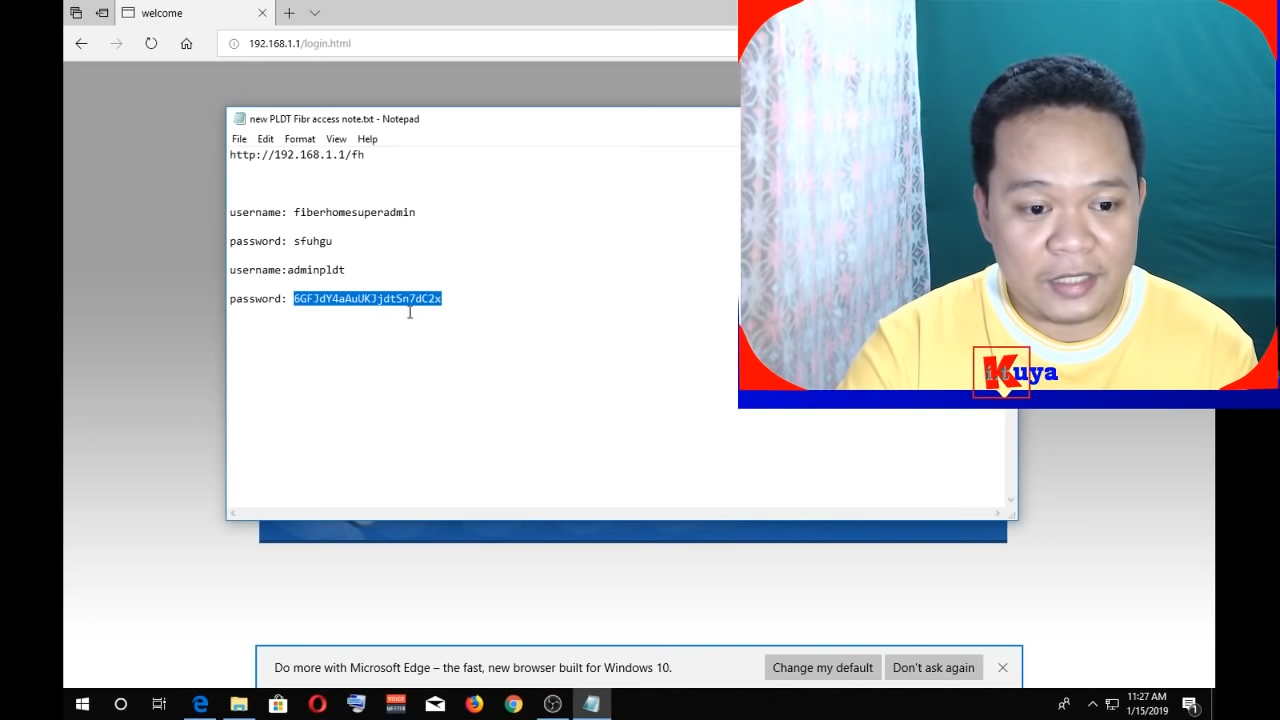 welcome
192.168.1.1/login.html
new PLDT Fibr access note.txt - Notepad
File Edit Format View Help
http://192.168.1.1/fh
username: fiberhomesuperadmin
password: sfuhgu
username:adminpldt
password: 6GFJdY4aAuUKJjdtSn7dC2x
it Kuya
Do more with Microsoft Edge – the fast, new browser built for Windows 10.
Change my default
Don't ask again
11:27 AM
1/15/2019
1